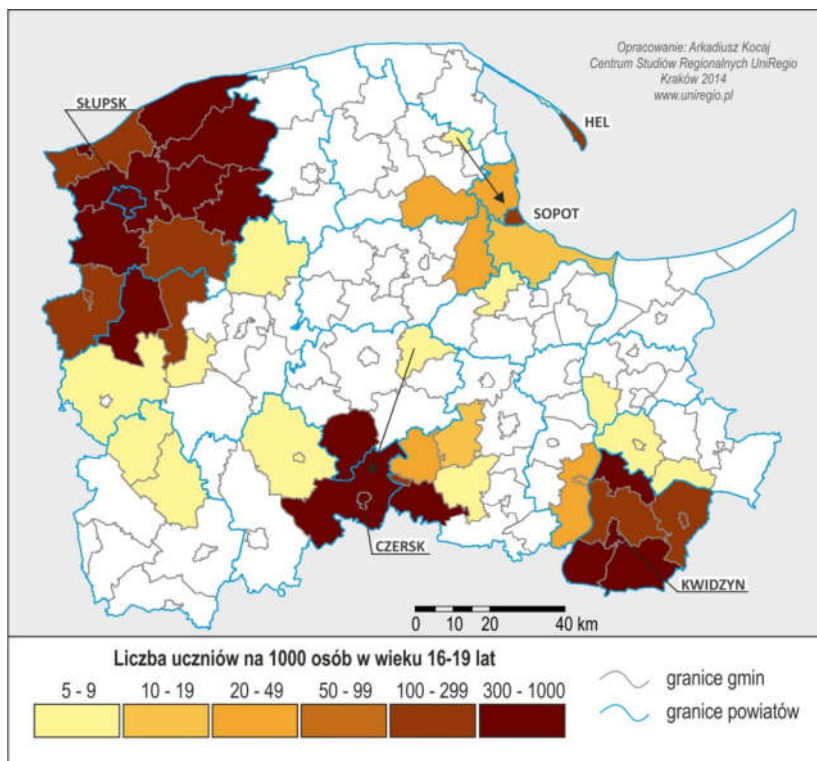 Opracowanie: Arkadiusz Kocaj
Centrum Studiów Regionalnych UniRegio
Kraków 2014
www.uniregio.pl
SŁUPSK
HEL
SOPOT
CZERSK
KWIDZYN
0 10 20 40 km
Liczba uczniów na 1000 osób w wieku 16-19 lat
5 - 9 10 - 19 20 - 49 50 - 99 100 - 299 300 - 1000
granice gmin
granice powiatów